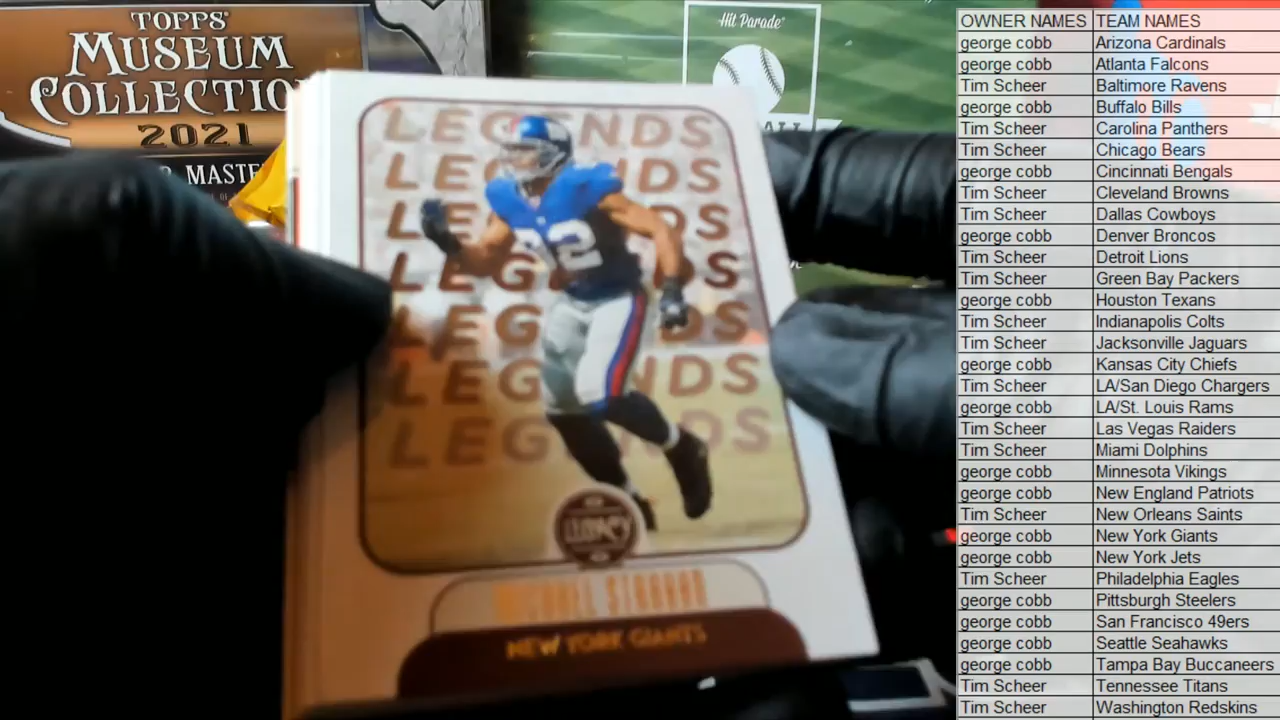 TOPPS
MUSEUM
COLLECTIO
2021
MASTE
Hit Parade
LEGENDS
LEGENDS
LEGENDS
LEGENDS
LEGENDS
LEGENDS
LEGENDS
92
LEGACY
MICHAEL STRAHAN
NEW YORK GIANTS
OWNER NAMES TEAM NAMES
george cobb Arizona Cardinals
george cobb Atlanta Falcons
Tim Scheer Baltimore Ravens
george cobb Buffalo Bills
Tim Scheer Carolina Panthers
Tim Scheer Chicago Bears
george cobb Cincinnati Bengals
Tim Scheer Cleveland Browns
Tim Scheer Dallas Cowboys
george cobb Denver Broncos
Tim Scheer Detroit Lions
Tim Scheer Green Bay Packers
george cobb Houston Texans
Tim Scheer Indianapolis Colts
Tim Scheer Jacksonville Jaguars
george cobb Kansas City Chiefs
Tim Scheer LA/San Diego Chargers
george cobb LA/St. Louis Rams
Tim Scheer Las Vegas Raiders
Tim Scheer Miami Dolphins
george cobb Minnesota Vikings
george cobb New England Patriots
Tim Scheer New Orleans Saints
george cobb New York Giants
george cobb New York Jets
Tim Scheer Philadelphia Eagles
george cobb Pittsburgh Steelers
george cobb San Francisco 49ers
george cobb Seattle Seahawks
george cobb Tampa Bay Buccaneers
Tim Scheer Tennessee Titans
Tim Scheer Washington Redskins